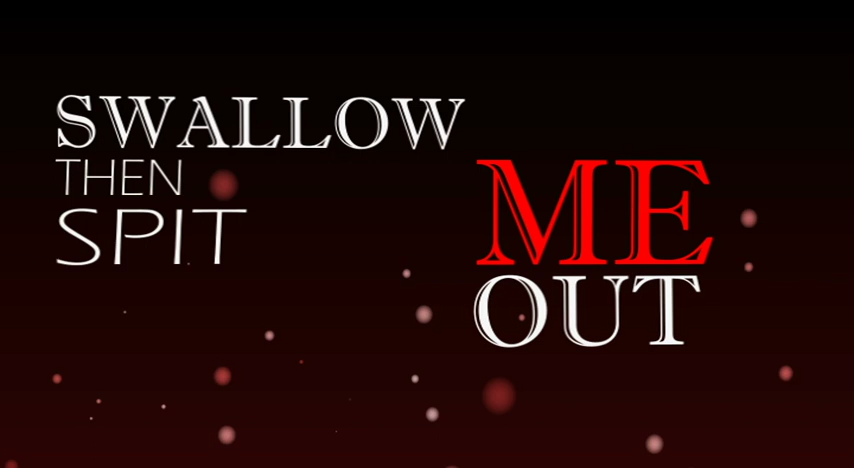 SWALLOW
THEN
SPIT
ME
OUT